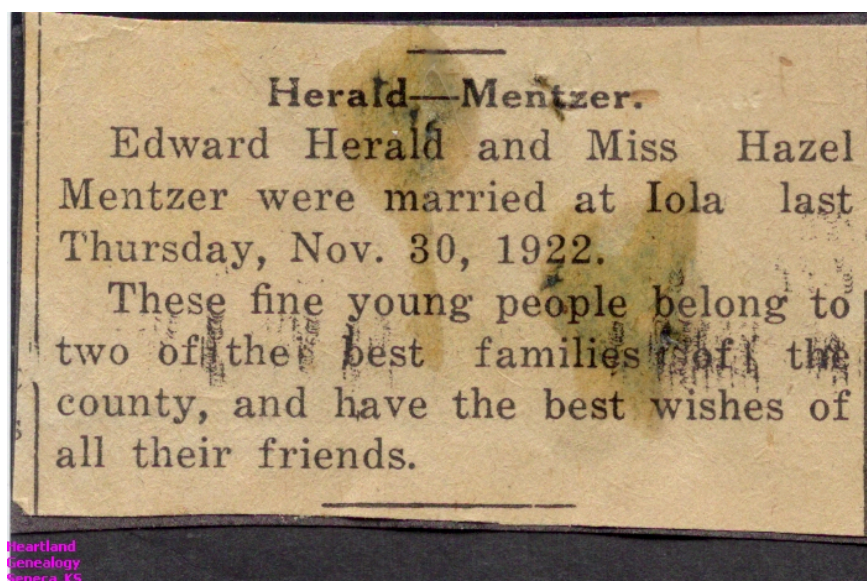 Herald—Mentzer.
Edward Herald and Miss Hazel
Mentzer were married at Iola last
Thursday, Nov. 30, 1922.
These fine young people belong to
two of the best families of the
county, and have the best wishes of
all their friends.
s
Heartland
Genealogy
Seneca, KS